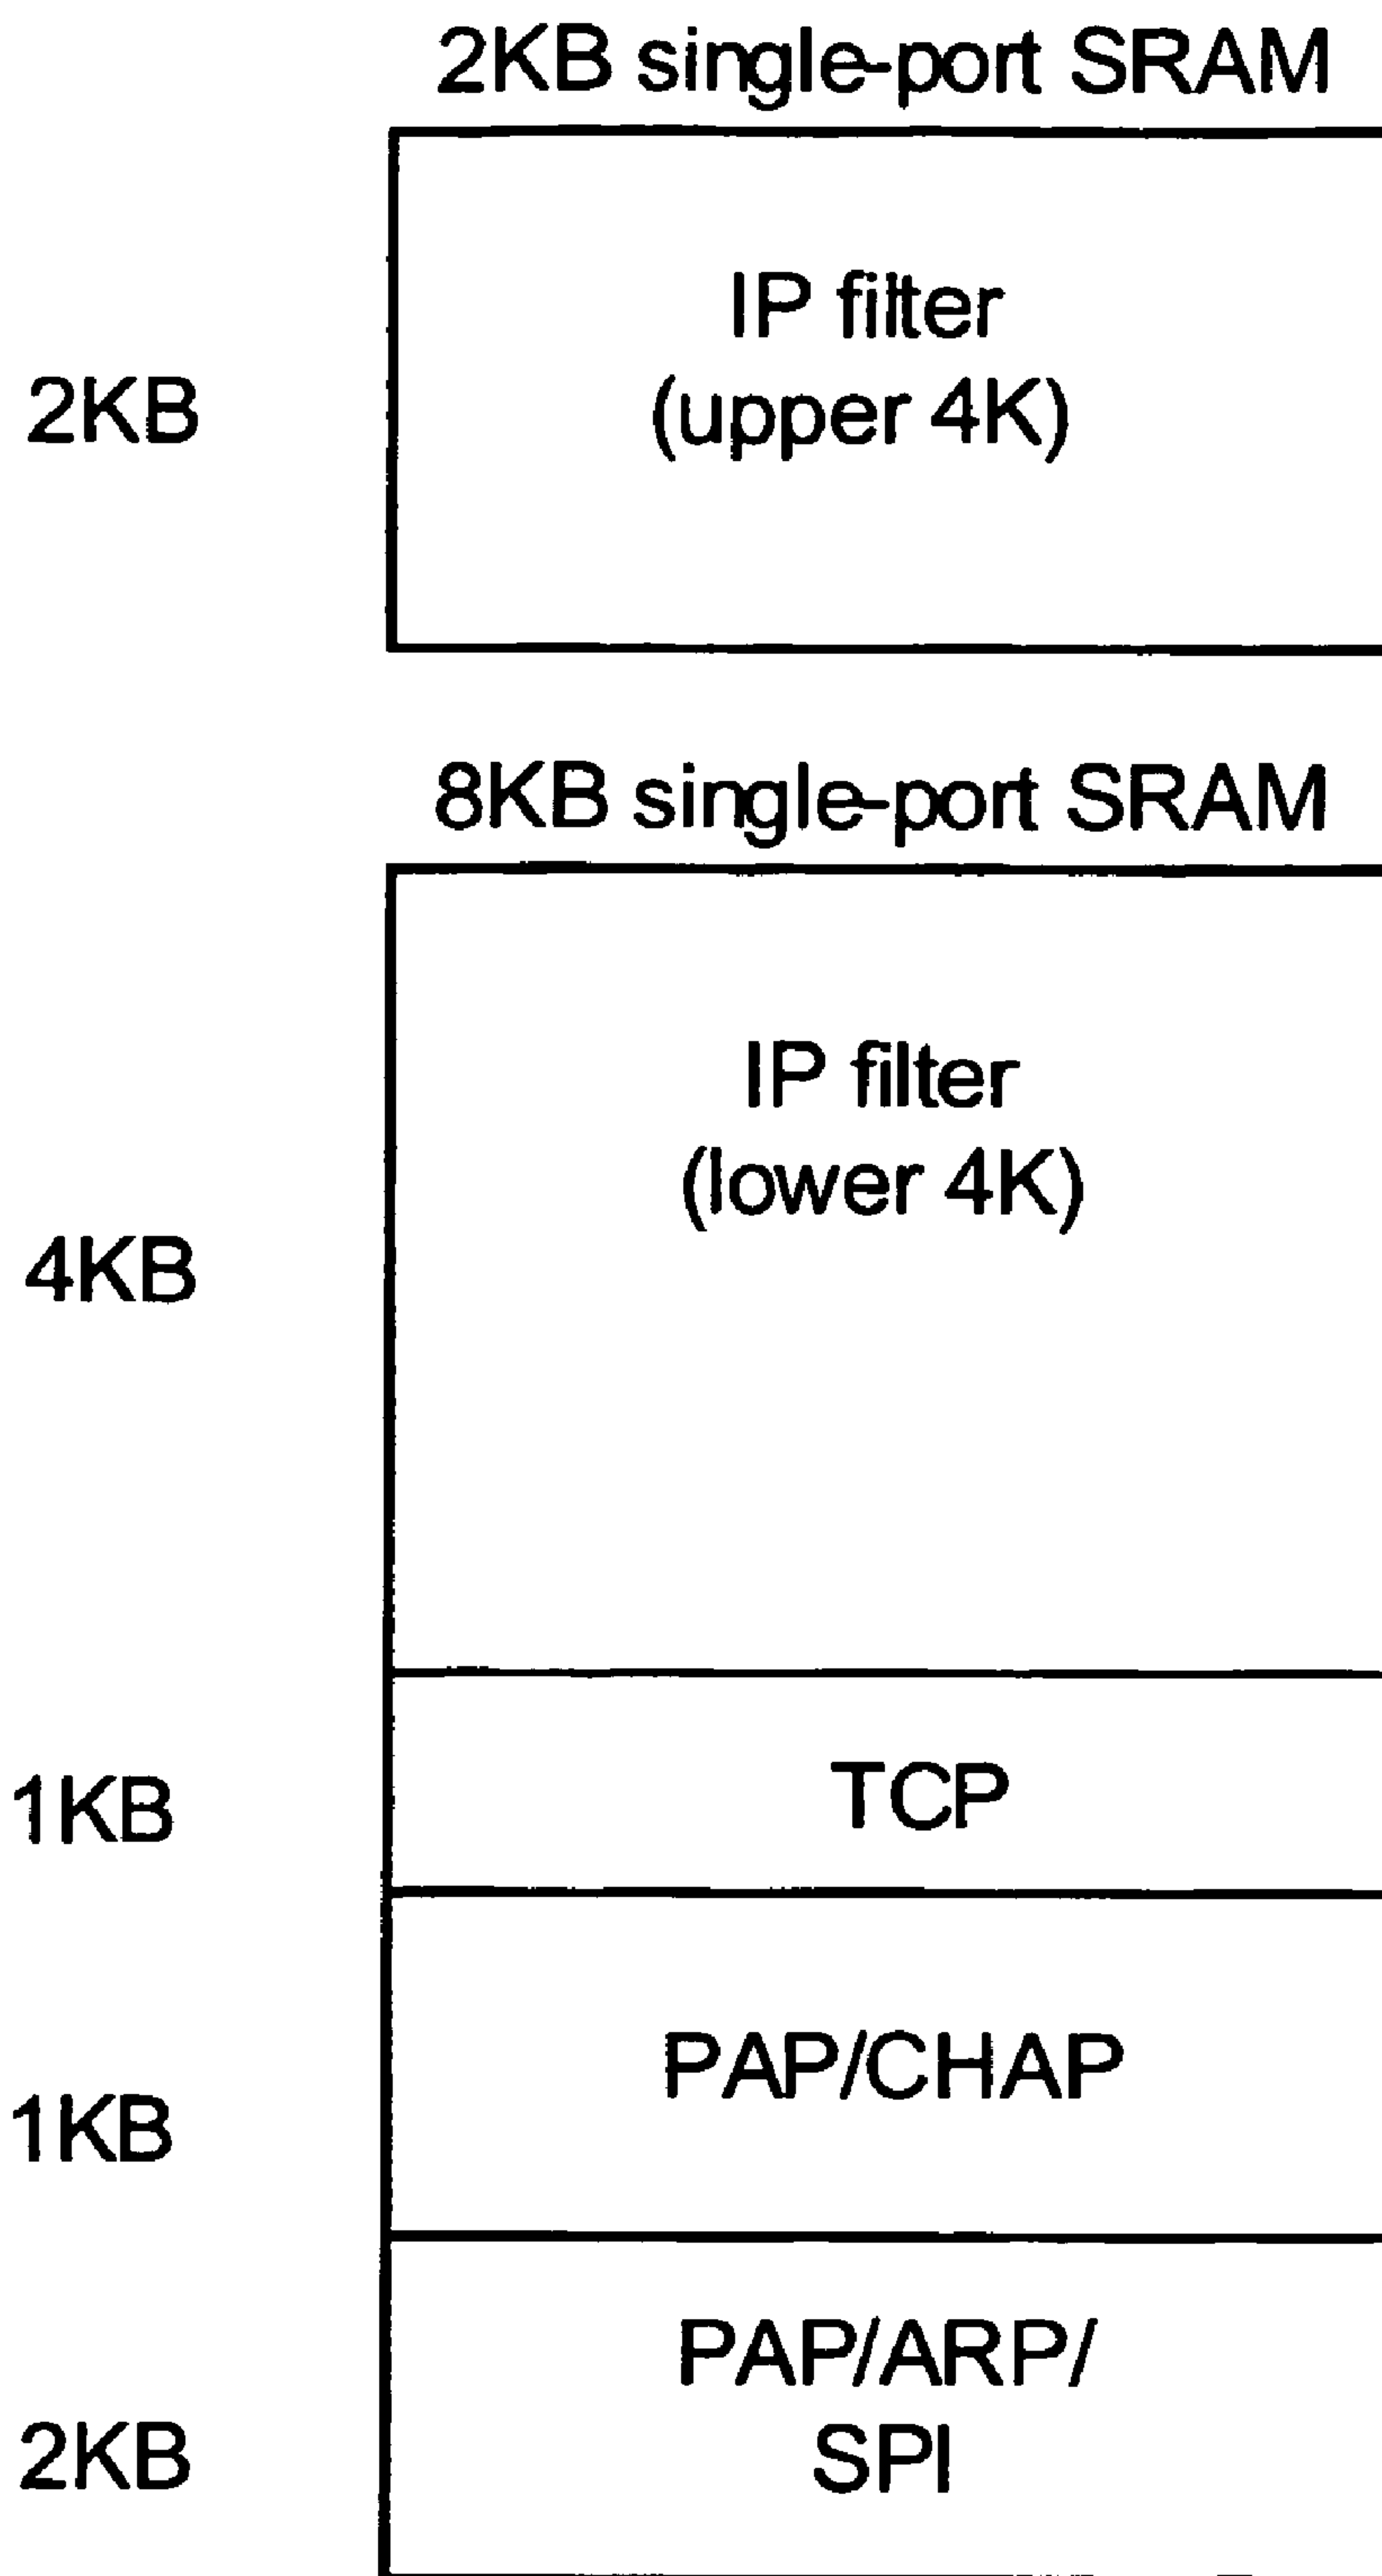 2KB single-port SRAM
IP filter
2KB
(upper 4K)
8KB single-port SRAM
IP filter
(lower 4K)
4KB
TCP
1KB
PAP/CHAP
1KB
PAP/ARP/
SPI
2KB